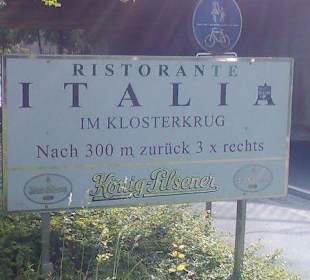 RISTORANTE
ITALIA
IM KLOSTERKRUG
Nach 300 m zurück 3 x rechts
König-Pilsener